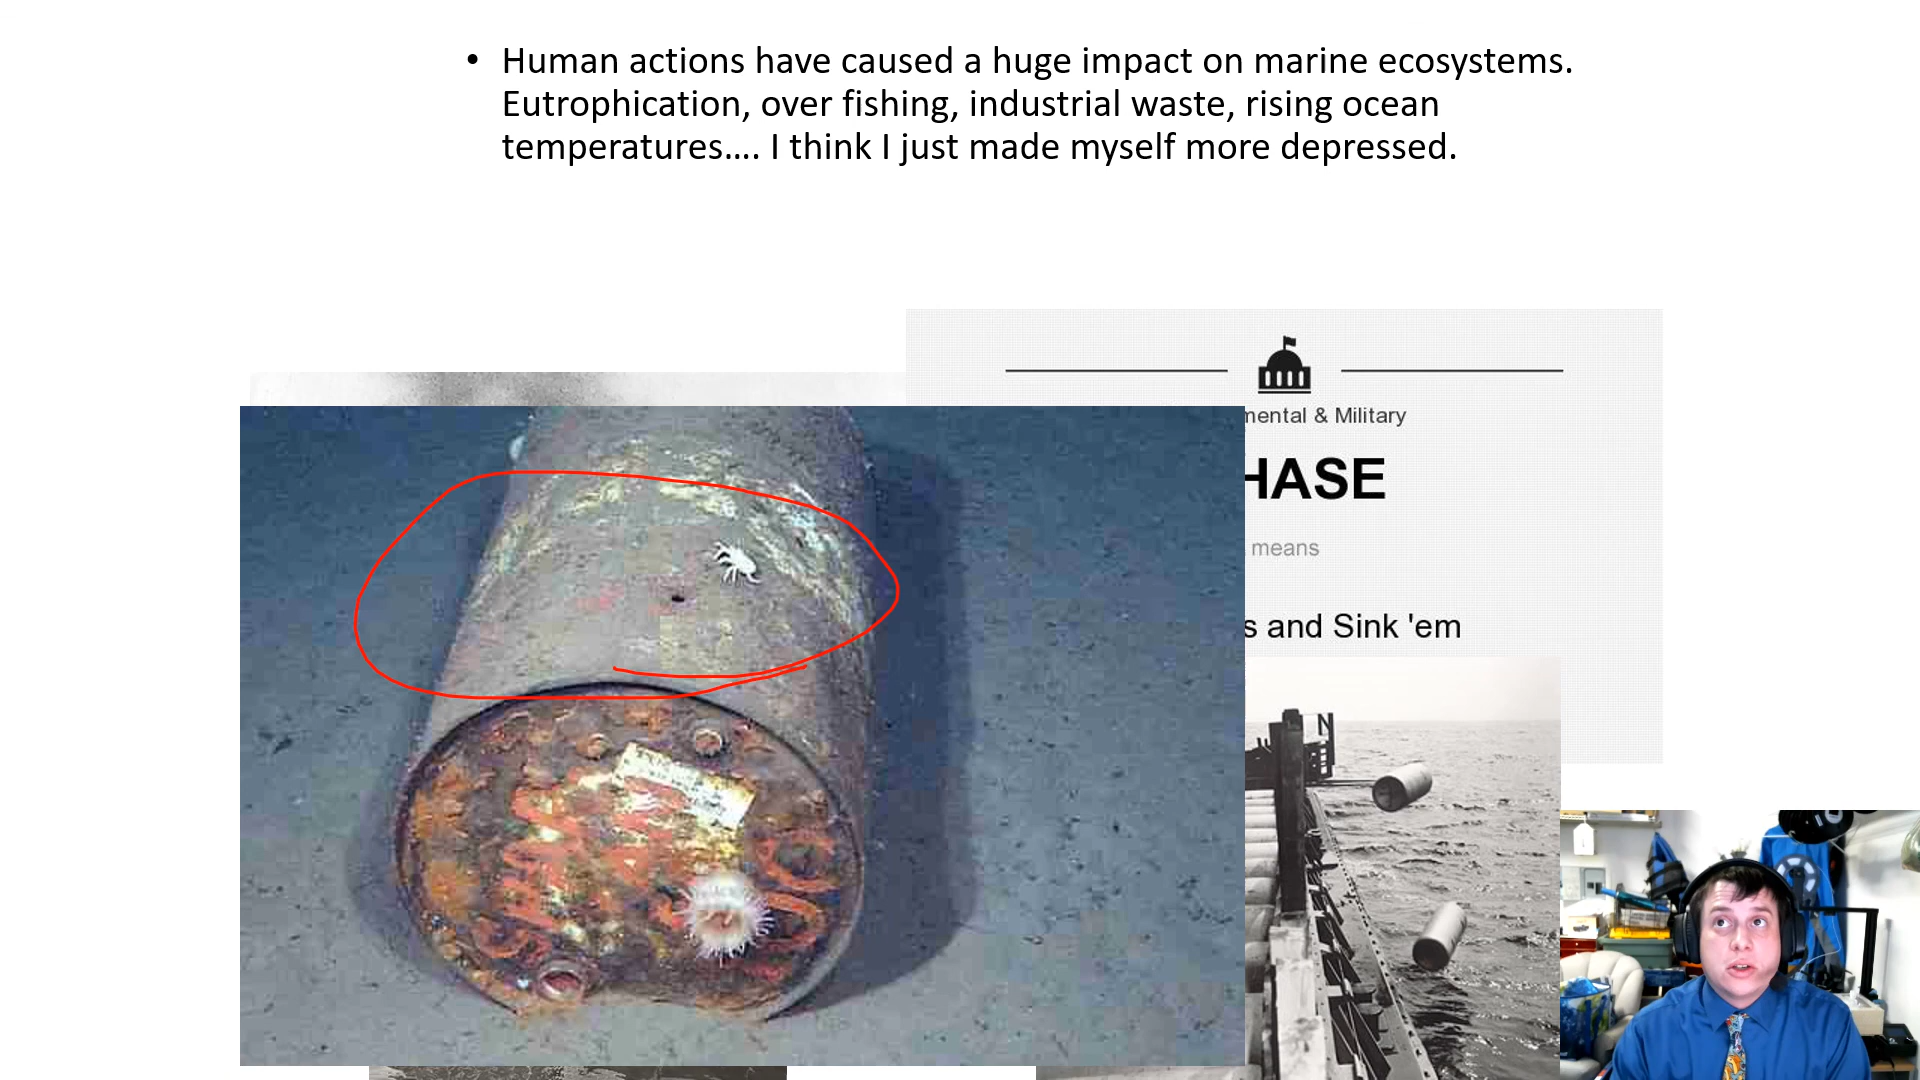 • Human actions have caused a huge impact on marine ecosystems.
Eutrophication, over fishing, industrial waste, rising ocean
temperatures…. I think I just made myself more depressed.
mental & Military
HASE
means
s and Sink 'em